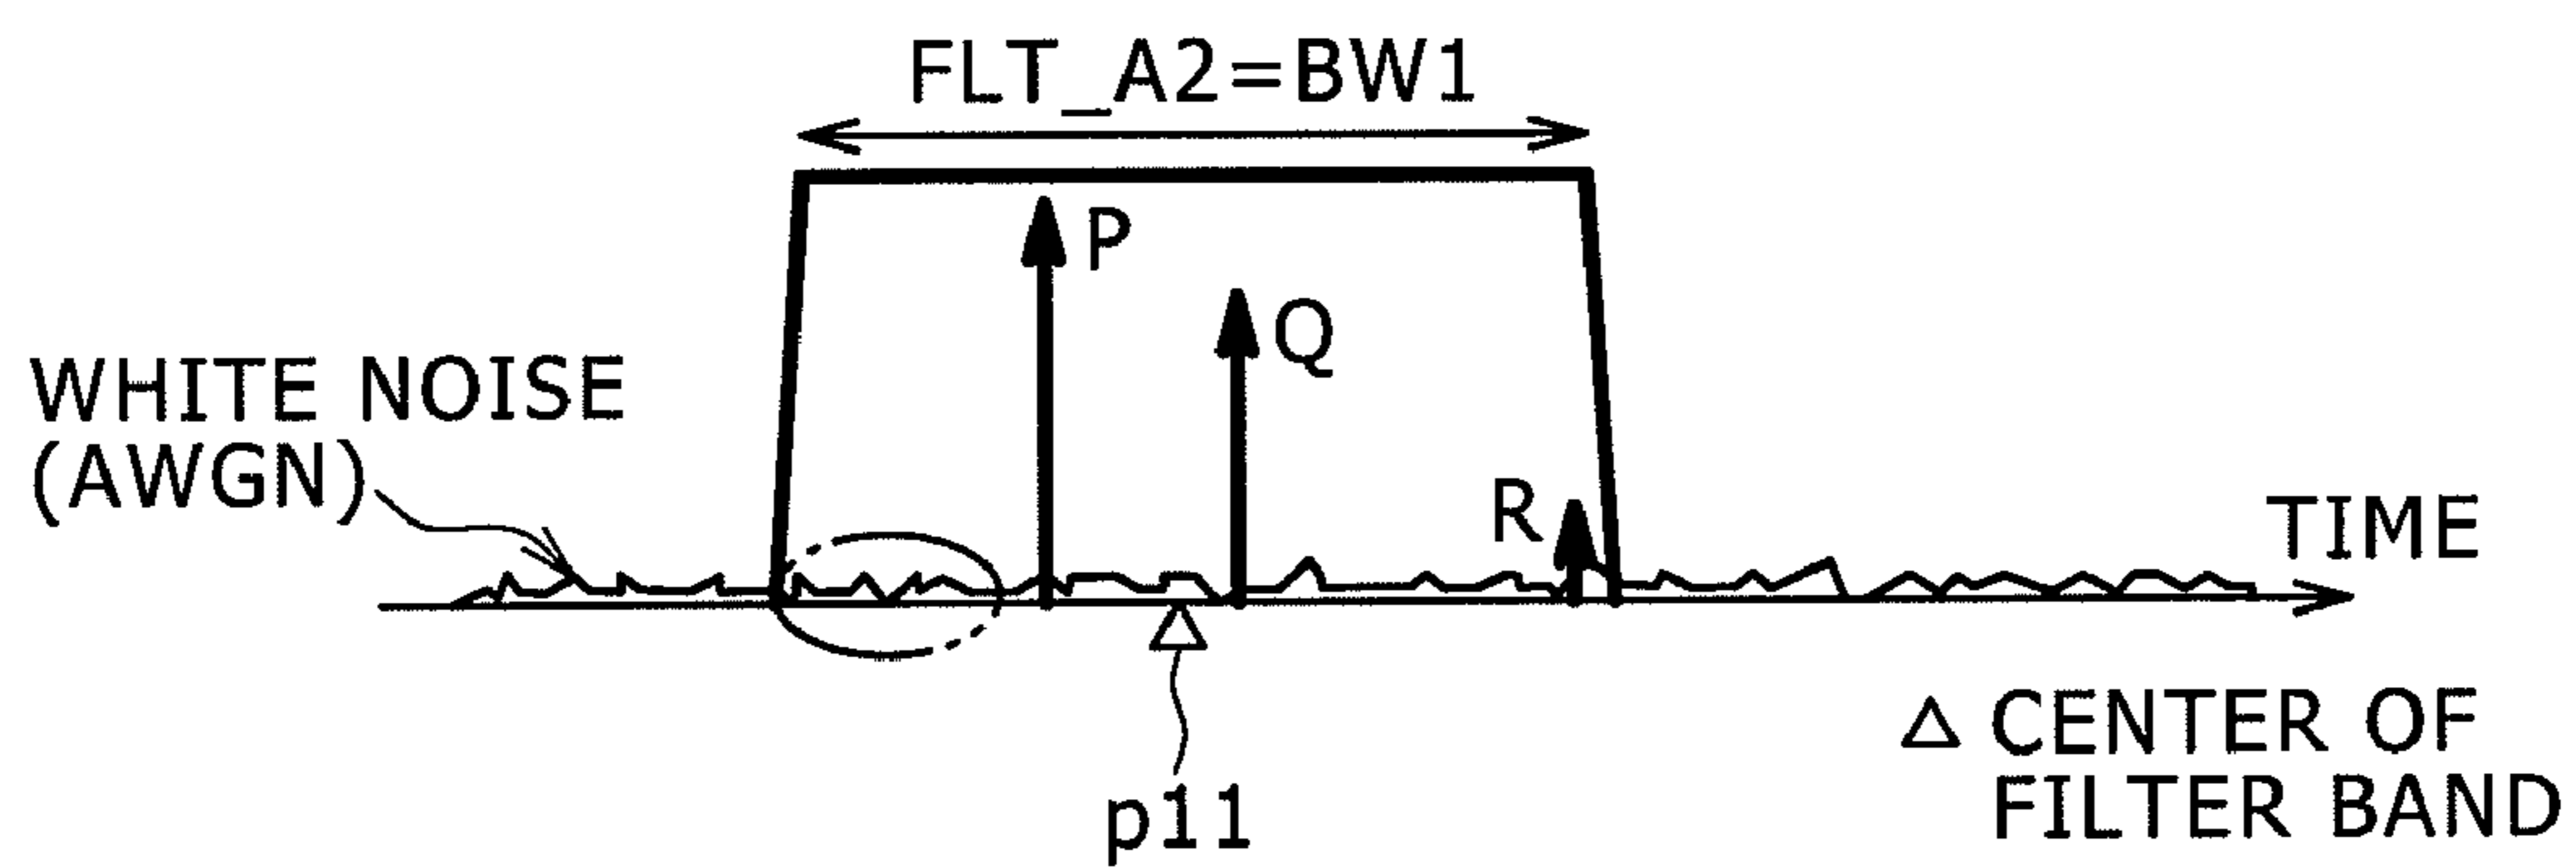 FLT_A2=BW1
P
Q
WHITE NOISE
(AWGN)
R
TIME
p11
△ CENTER OF
FILTER BAND